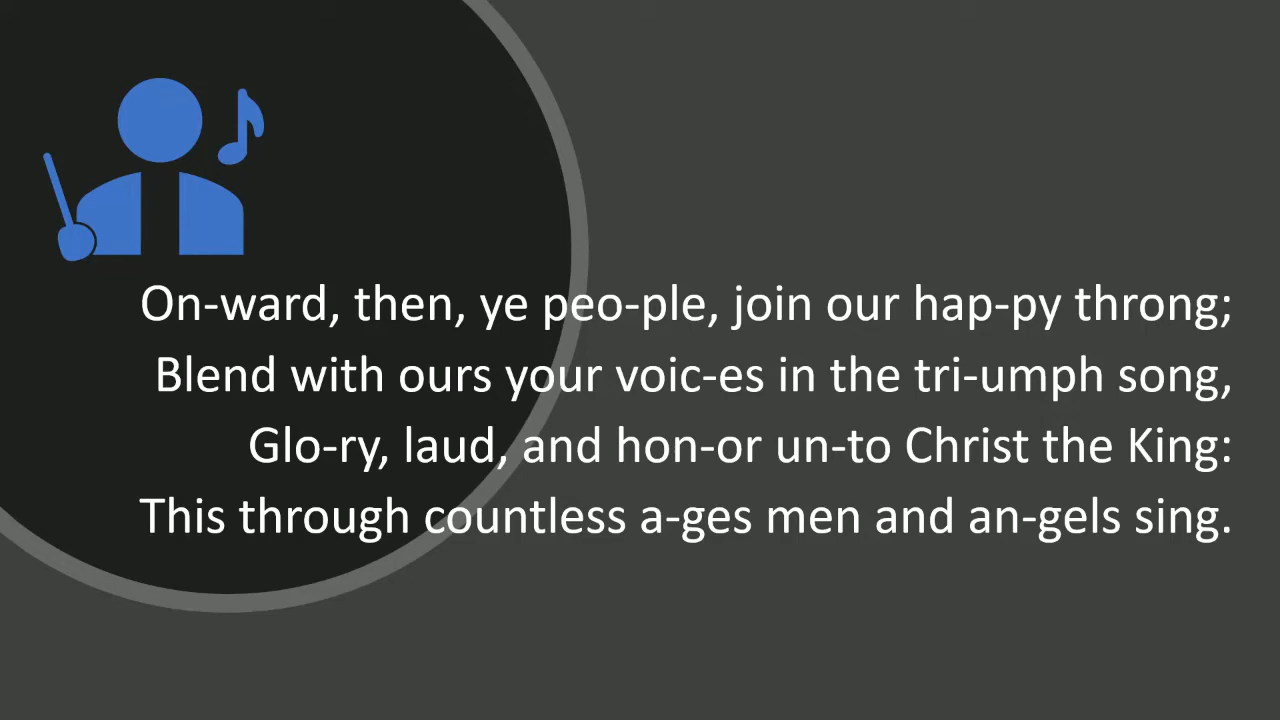 On-ward, then, ye peo-ple, join our hap-py throng;
Blend with ours your voic-es in the tri-umph song,
Glo-ry, laud, and hon-or un-to Christ the King:
This through countless a-ges men and an-gels sing.